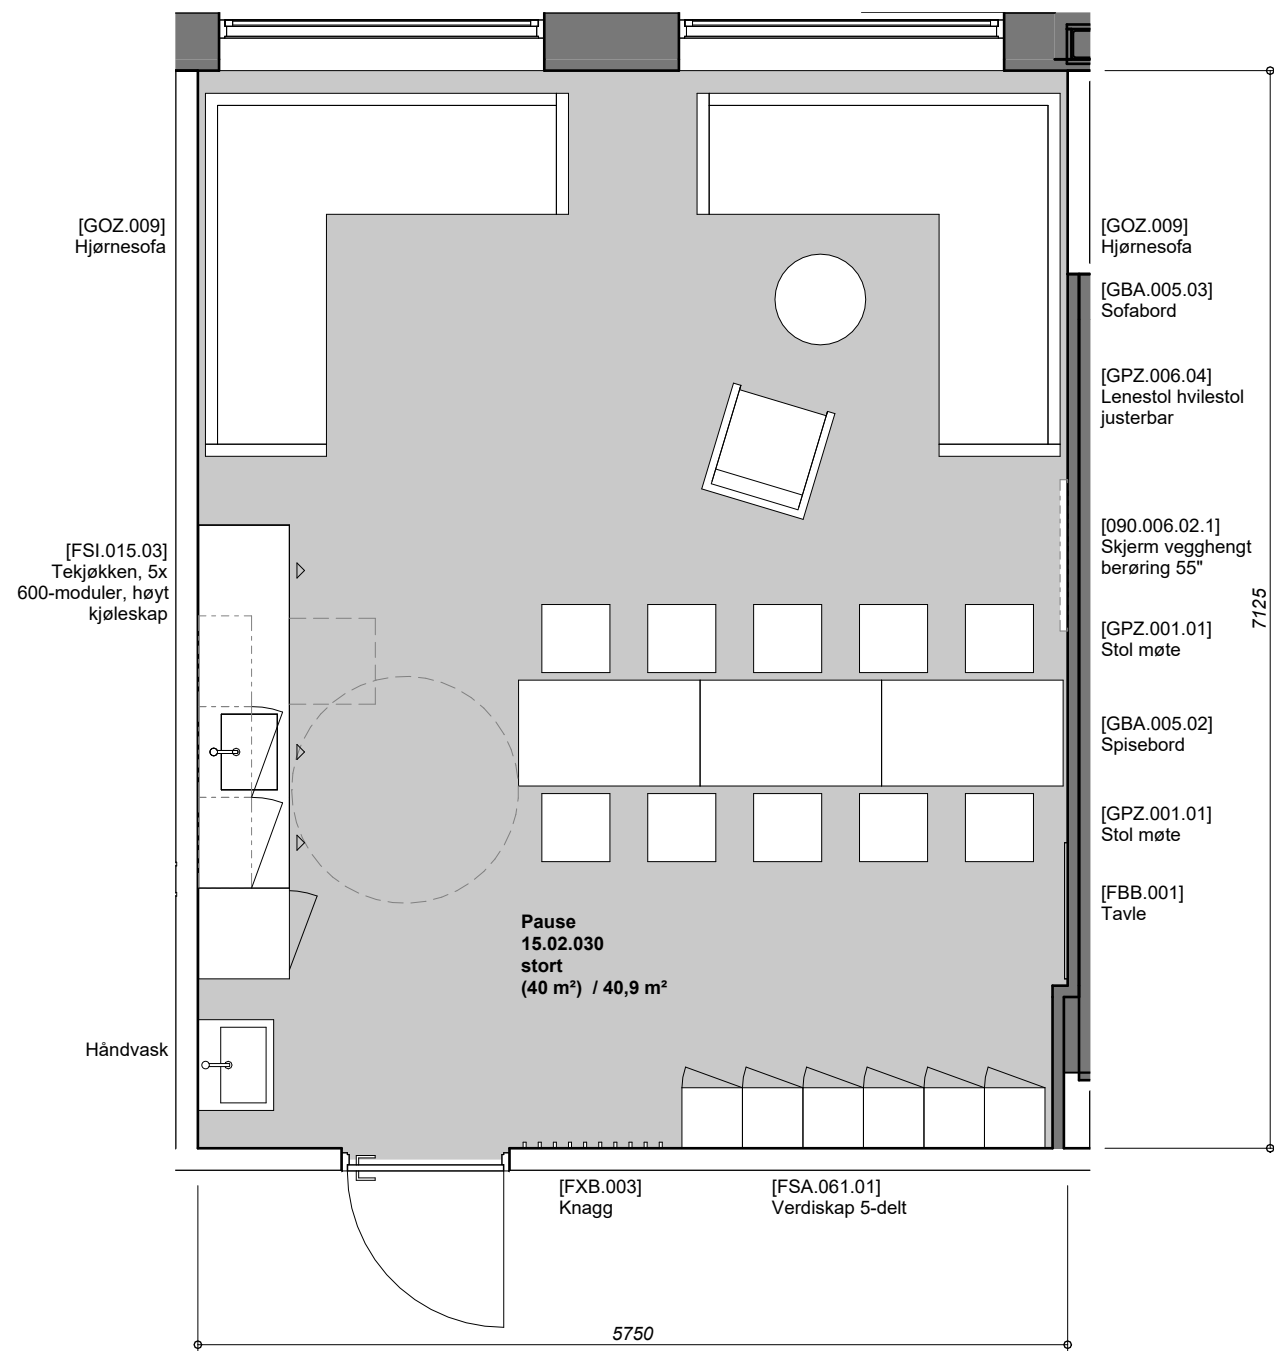 [GOZ.009]
Hjørnesofa
[FSI.015.03]
Tekjøkken, 5x
600-moduler, høyt
kjøleskap
Håndvask
[GOZ.009]
Hjørnesofa
[GBA.005.03]
Sofabord
[GPZ.006.04]
Lenestol hvilestol
justerbar
[090.006.02.1]
Skjerm vegghengt
berøring 55"
[GPZ.001.01]
Stol møte
[GBA.005.02]
Spisebord
[GPZ.001.01]
Stol møte
[FBB.001]
Tavle
7125
Pause
15.02.030
stort
(40 m²) / 40,9 m²
[FXB.003]
Knagg
[FSA.061.01]
Verdiskap 5-delt
5750